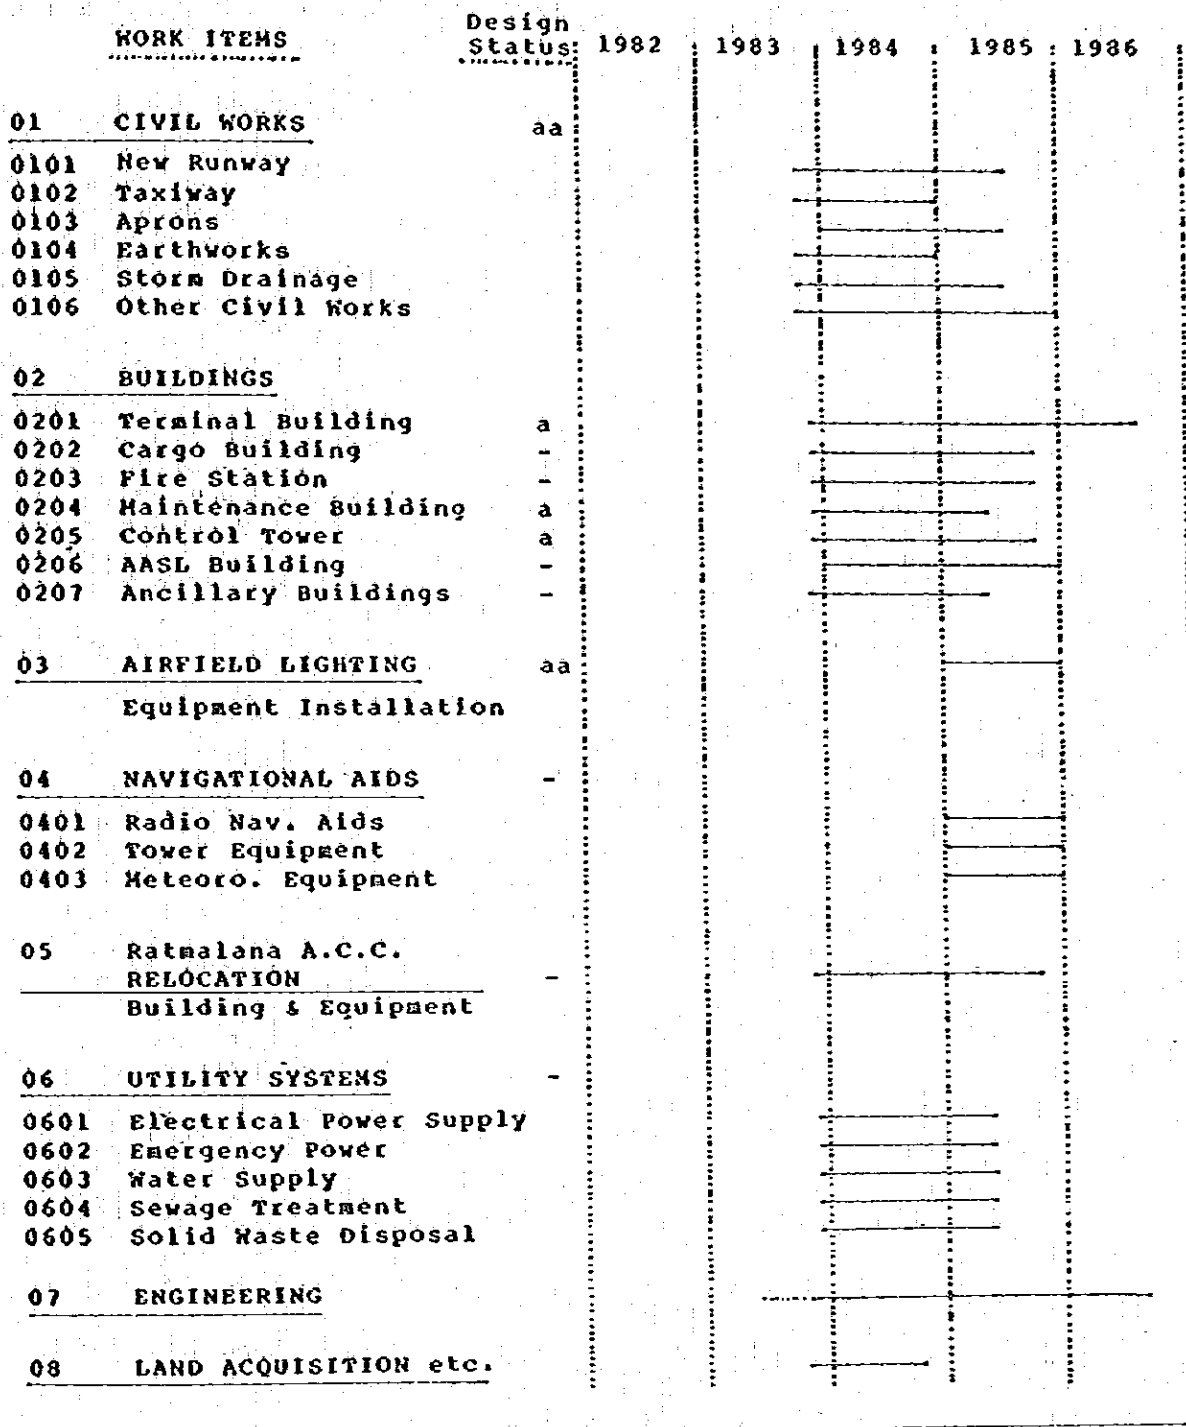 Design
WORK ITEMS Status: 1982 1983 1984 1985 1986
01 CIVIL WORKS aa
0101 New Runway
0102 Taxiway
0103 Aprons
0104 Earthworks
0105 Storm Drainage
0106 Other Civil Works
02 BUILDINGS
0201 Terminal Building a
0202 Cargo Building -
0203 Fire Station -
0204 Maintenance Building a
0205 Control Tower a
0206 AASL Building -
0207 Ancillary Buildings -
03 AIRFIELD LIGHTING aa
Equipment Installation
04 NAVIGATIONAL AIDS -
0401 Radio Nav. Aids
0402 Tower Equipment
0403 Meteoro. Equipment
05 Ratmalana A.C.C.
RELOCATION -
Building & Equipment
06 UTILITY SYSTEMS -
0601 Electrical Power Supply
0602 Emergency Power
0603 Water Supply
0604 Sewage Treatment
0605 Solid Waste Disposal
07 ENGINEERING
08 LAND ACQUISITION etc.